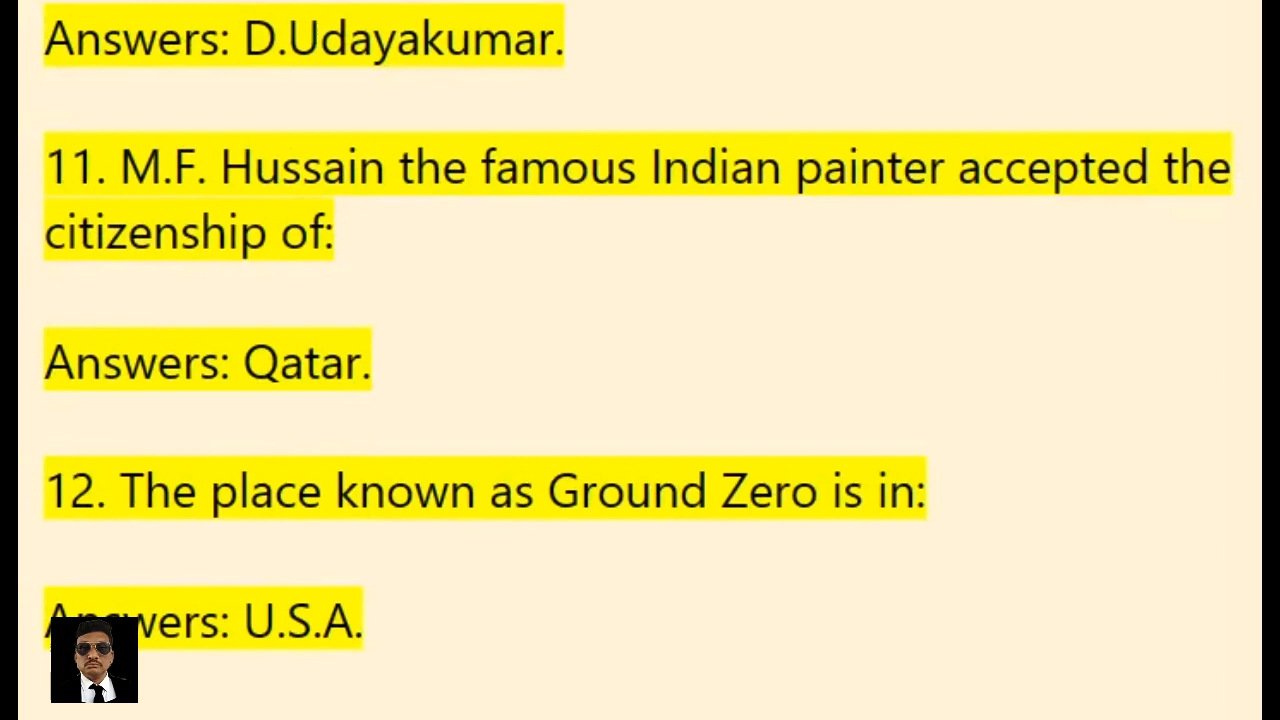 Answers: D.Udayakumar.
11. M.F. Hussain the famous Indian painter accepted the
citizenship of:
Answers: Qatar.
12. The place known as Ground Zero is in:
Answers: U.S.A.